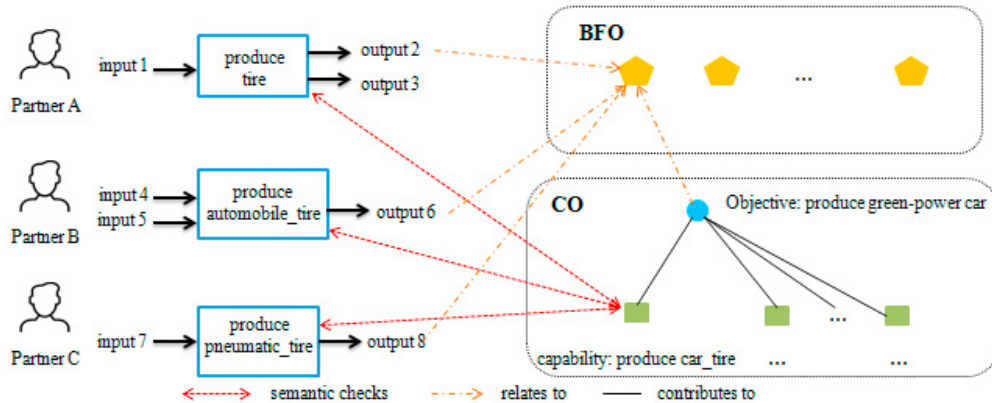 BFO
produce
tire
input 1
output 2
output 3
...
Partner A
produce
automobile_tire
input 4
input 5
output 6
Partner B
CO
Objective: produce green-power car
...
produce
pneumatic_tire
input 7
output 8
Partner C
capability: produce car_tire
...
...
semantic checks
relates to
contributes to